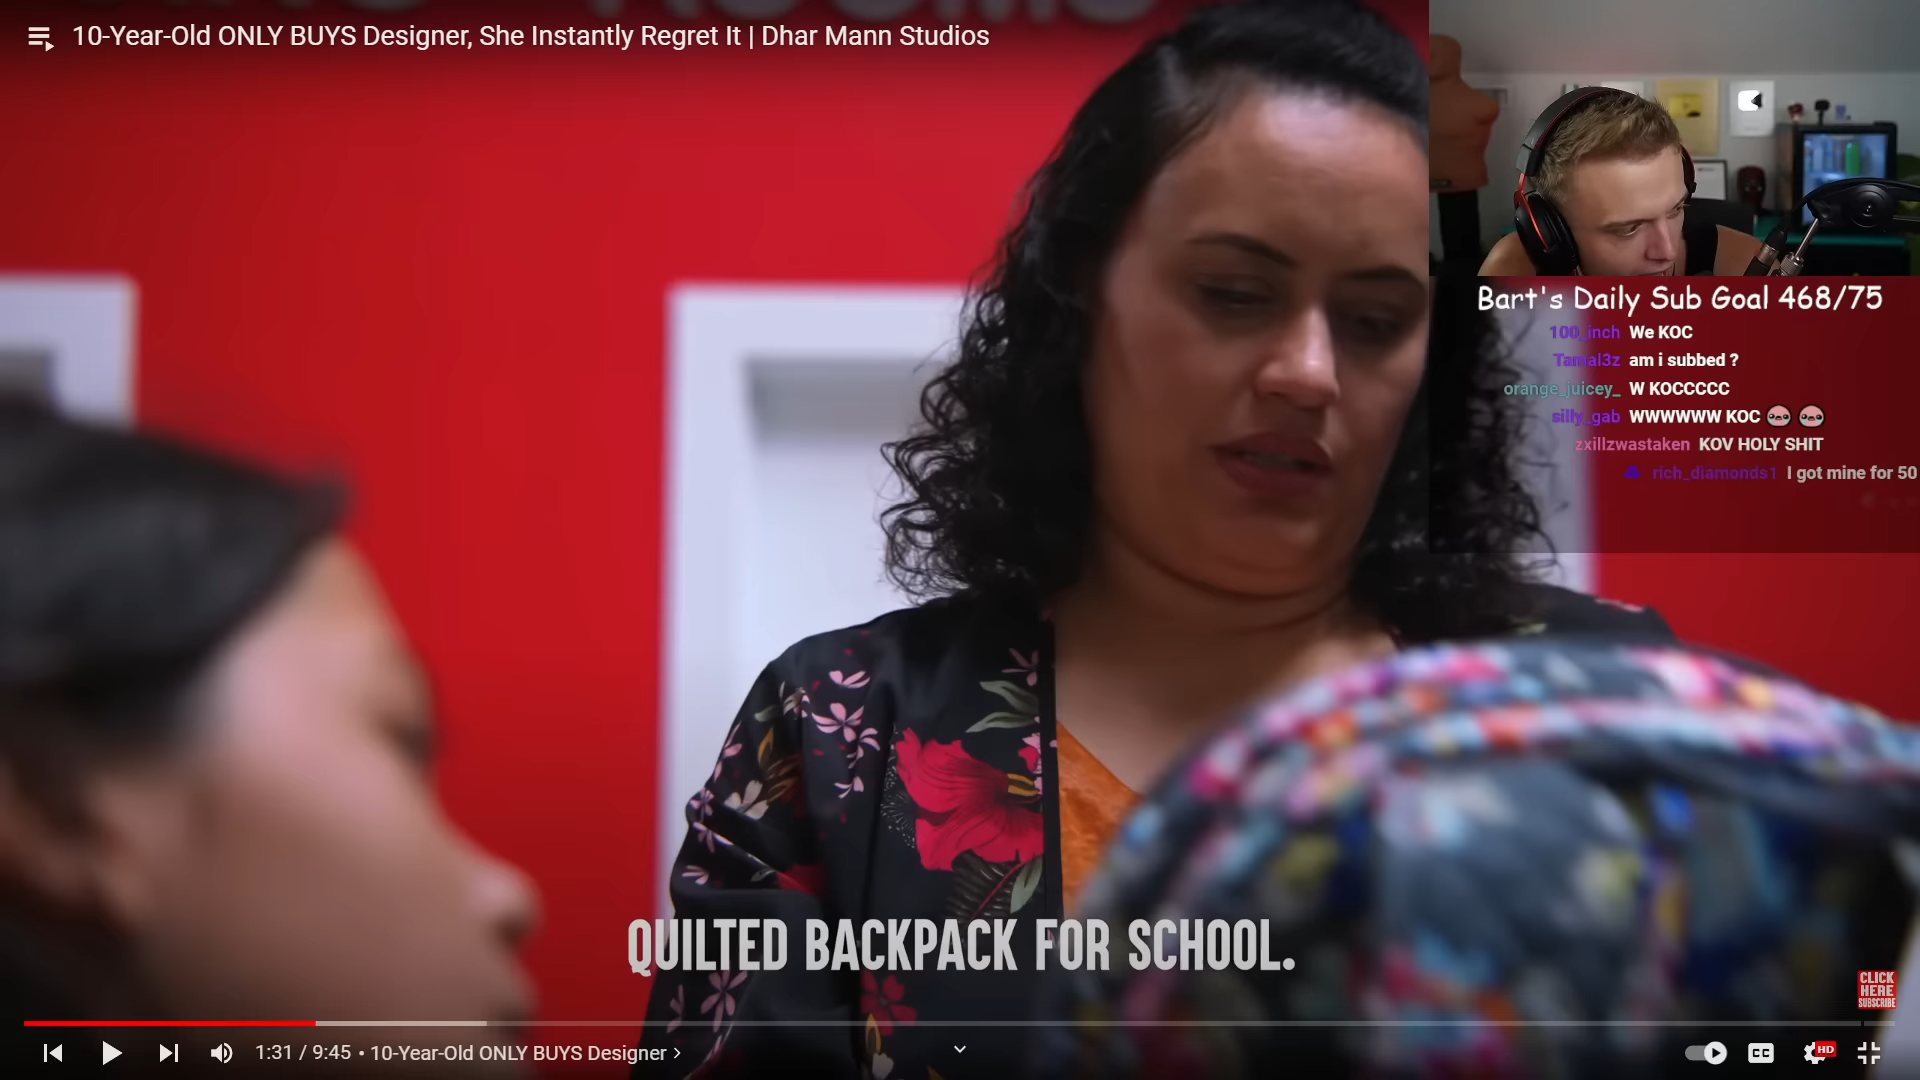 10-Year-Old ONLY BUYS Designer, She Instantly Regret It | Dhar Mann Studios
Bart's Daily Sub Goal 468/75
100_inch We KOC
Tamal3z am i subbed ?
orange_juicey_ W KOCCCCC
silly_gab WWWWWW KOC
zxillzwastaken KOV HOLY SHIT
rich_diamonds1 I got mine for 50
QUILTED BACKPACK FOR SCHOOL.
CLICK
HERE
SUBSCRIBE
1:31 / 9:45 • 10-Year-Old ONLY BUYS Designer
CC
HD